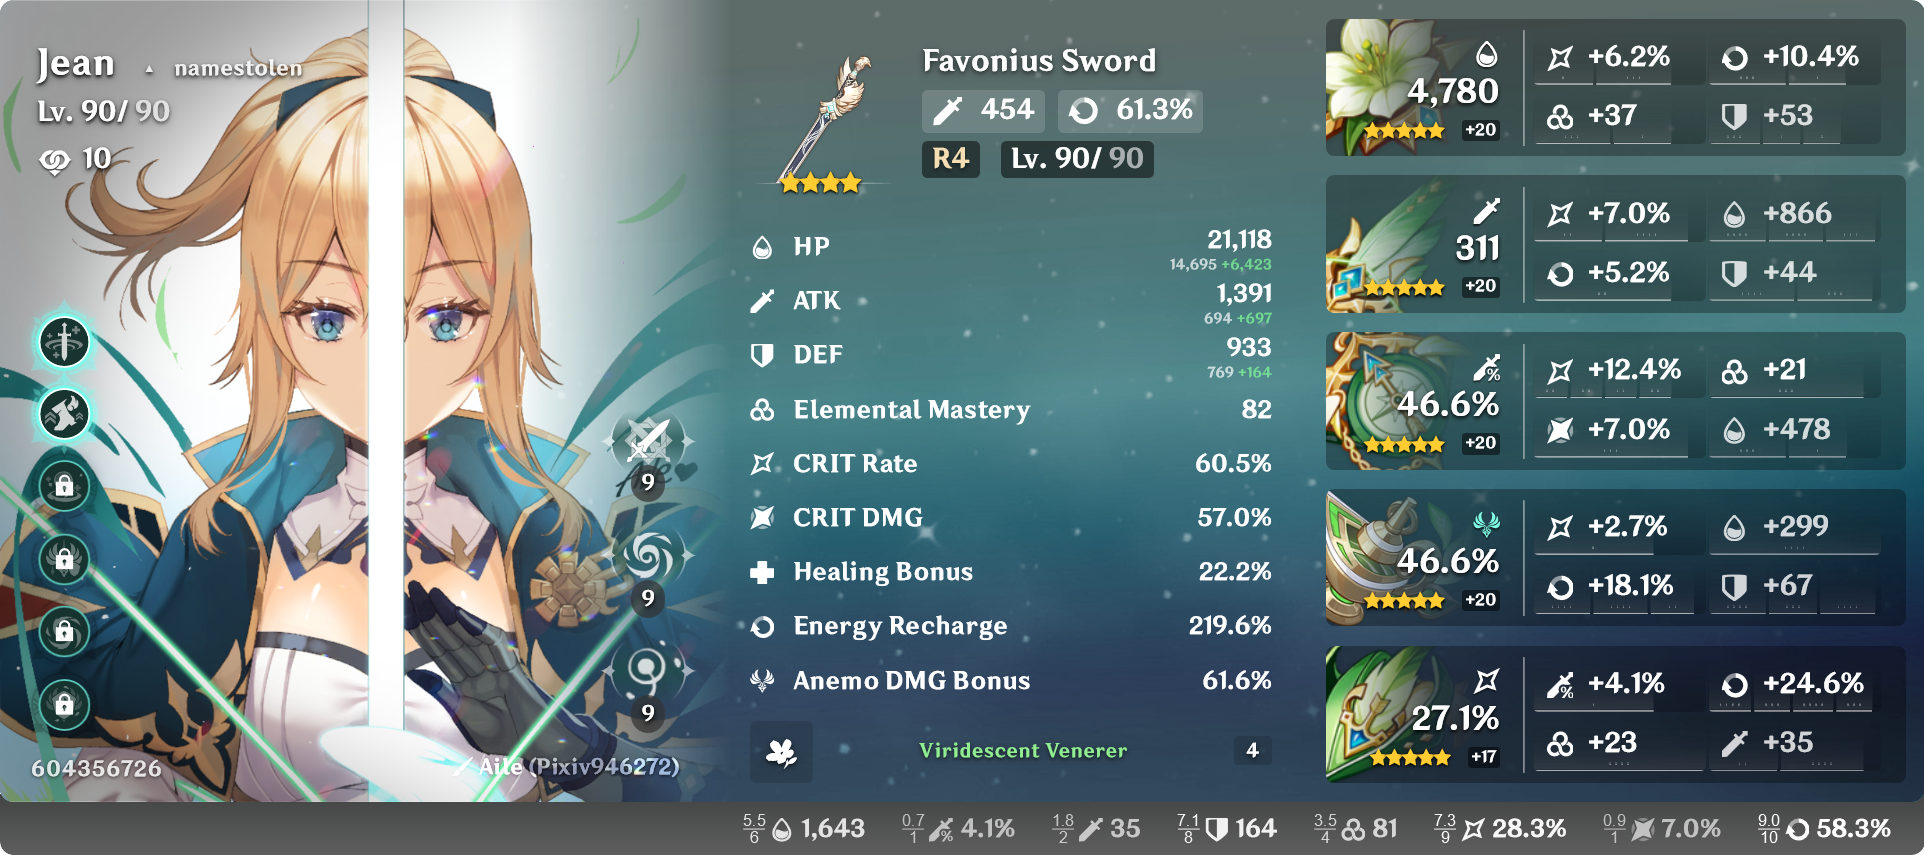 Jean namestolen
Lv. 90/ 90
10
9
9
9
604356726
Aile (Pixiv946272)
Favonius Sword
454 61.3%
R4 Lv. 90/ 90
HP 21,118
14,695 +6,423
ATK 1,391
694 +697
DEF 933
769 +164
Elemental Mastery 82
CRIT Rate 60.5%
CRIT DMG 57.0%
Healing Bonus 22.2%
Energy Recharge 219.6%
Anemo DMG Bonus 61.6%
Viridescent Venerer 4
4,780
+20
+6.2% +10.4%
+37 +53
311
+20
+7.0% +866
+5.2% +44
46.6%
+20
+12.4% +21
+7.0% +478
46.6%
+20
+2.7% +299
+18.1% +67
27.1%
+17
+4.1% +24.6%
+23 +35
5.5 6 1,643 0.7 1 4.1% 1.8 2 35 7.1 8 164 3.5 4 81 7.3 9 28.3% 0.9 1 7.0% 9.0 10 58.3%